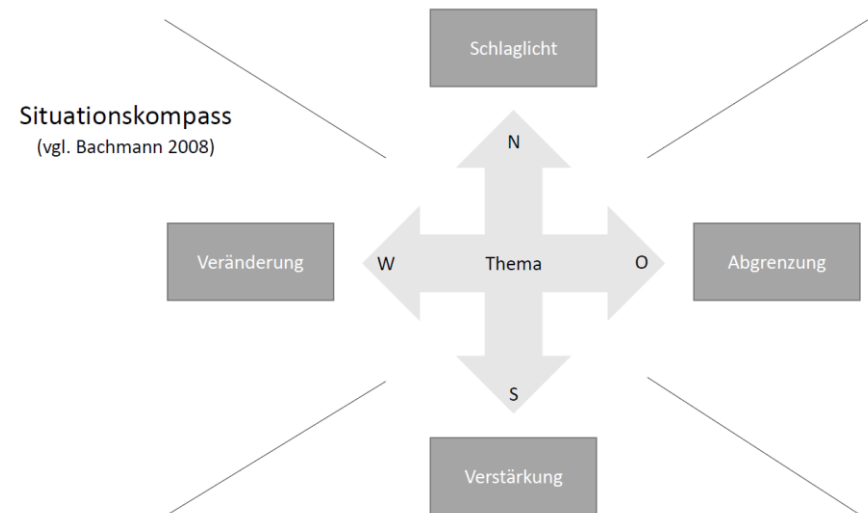 Schlaglicht
Situationskompass
(vgl. Bachmann 2008)
N
Veränderung
W
Thema
O
Abgrenzung
S
Verstärkung